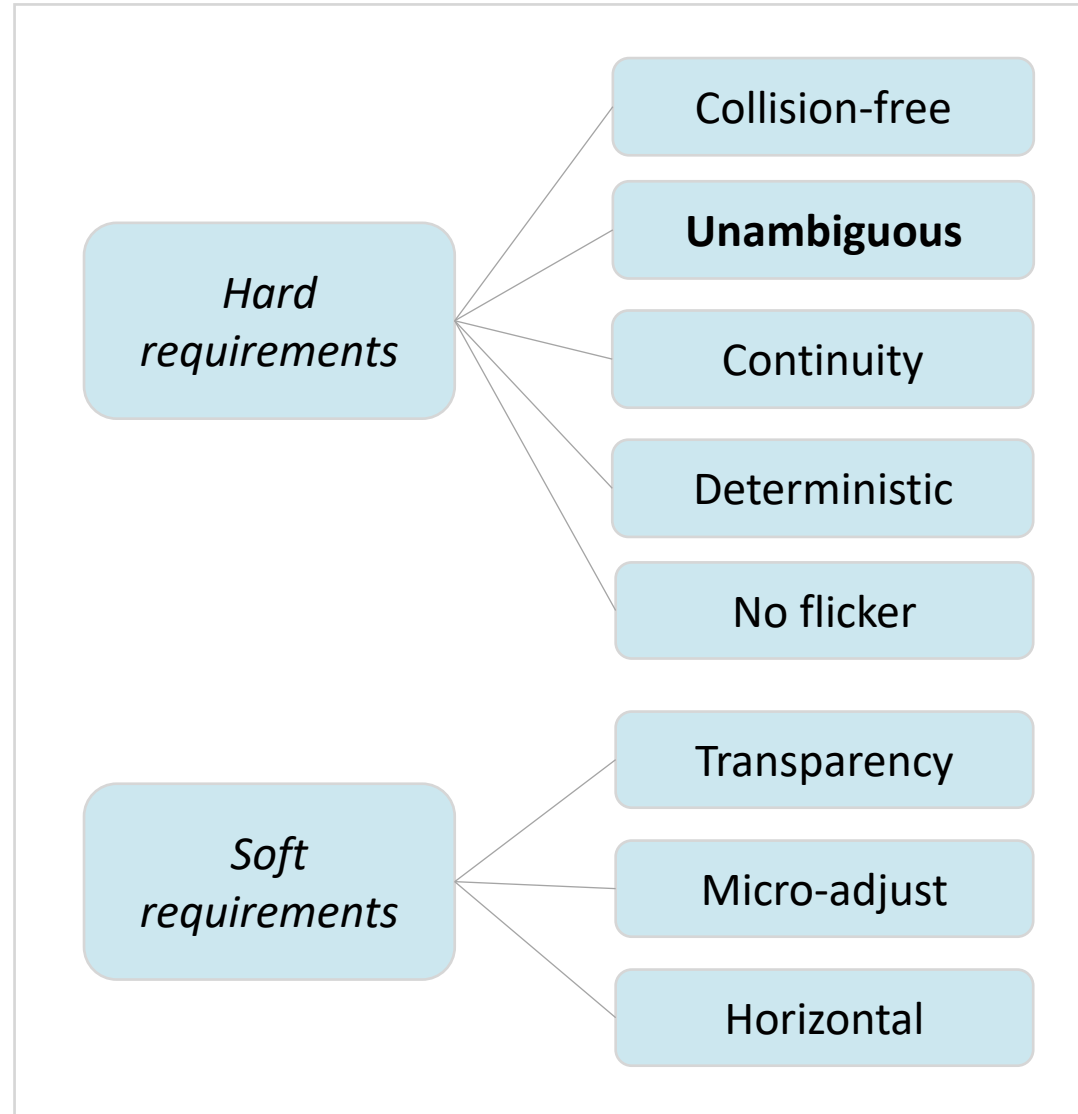 Hard
requirements
Collision-free
Unambiguous
Continuity
Deterministic
No flicker
Soft
requirements
Transparency
Micro-adjust
Horizontal